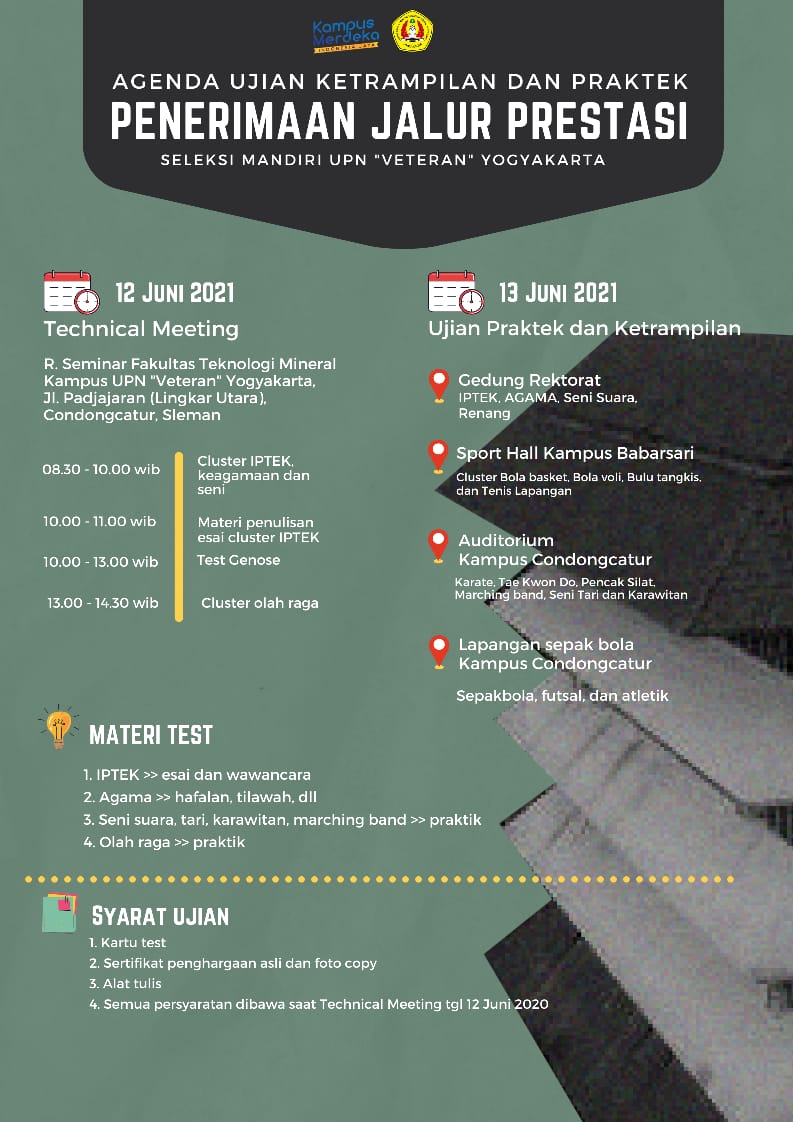 Kampus
Merdeka
INDONESIA JAYA
AGENDA UJIAN KETRAMPILAN DAN PRAKTEK
PENERIMAAN JALUR PRESTASI
SELEKSI MANDIRI UPN "VETERAN" YOGYAKARTA
12 Juni 2021
Technical Meeting
R. Seminar Fakultas Teknologi Mineral
Kampus UPN "Veteran" Yogyakarta,
Jl. Padjajaran (Lingkar Utara),
Condongcatur, Sleman
08.30 - 10.00 wib
Cluster IPTEK,
keagamaan dan
seni
10.00 - 11.00 wib
Materi penulisan
esai cluster IPTEK
10.00 - 13.00 wib
Test Genose
13.00 - 14.30 wib
Cluster olah raga
13 Juni 2021
Ujian Praktek dan Ketrampilan
Gedung Rektorat
IPTEK, AGAMA, Seni Suara,
Renang
Sport Hall Kampus Babarsari
Cluster Bola basket, Bola voli, Bulu tangkis,
dan Tenis Lapangan
Auditorium
Kampus Condongcatur
Karate, Tae Kwon Do, Pencak Silat,
Marching band, Seni Tari dan Karawitan
Lapangan sepak bola
Kampus Condongcatur
Sepakbola, futsal, dan atletik
MATERI TEST
1. IPTEK >> esai dan wawancara
2. Agama >> hafalan, tilawah, dll
3. Seni suara, tari, karawitan, marching band >> praktik
4. Olah raga >> praktik
Syarat ujian
1. Kartu test
2. Sertifikat penghargaan asli dan foto copy
3. Alat tulis
4. Semua persyaratan dibawa saat Technical Meeting tgl 12 Juni 2020